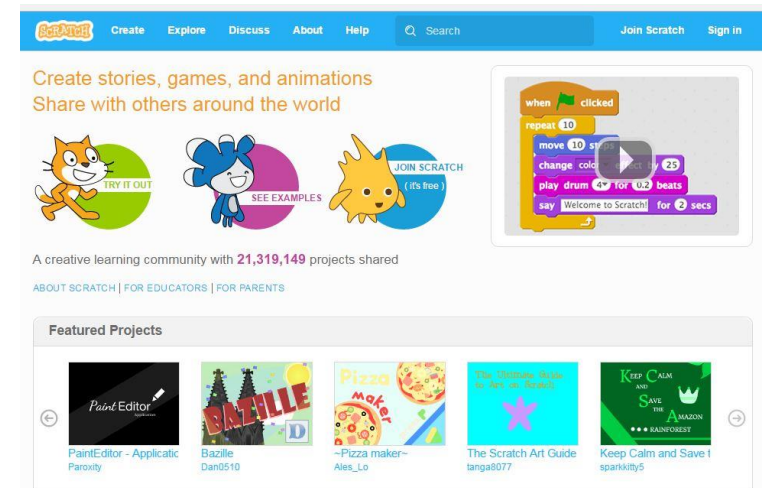 SCRATCH Create Explore Discuss About Help Search Join Scratch Sign in
Create stories, games, and animations
Share with others around the world
TRY IT OUT
SEE EXAMPLES
JOIN SCRATCH
( it's free )
when clicked
repeat 10
move 10 steps
change color effect by 25
play drum 4 for 0.2 beats
say Welcome to Scratch! for 2 secs
A creative learning community with 21,319,149 projects shared
ABOUT SCRATCH | FOR EDUCATORS | FOR PARENTS
Featured Projects
Paint Editor
BAZILLE
D
Pizza
Maker
The Ultimate Guide
to Art on Scratch
KEEP CALM
AND
SAVE
THE
AMAZON
RAINFOREST
PaintEditor - Applicatic
Paroxity
Bazille
Dan0510
~Pizza maker~
Ales_Lo
The Scratch Art Guide
tanga8077
Keep Calm and Save t
sparkkitty5